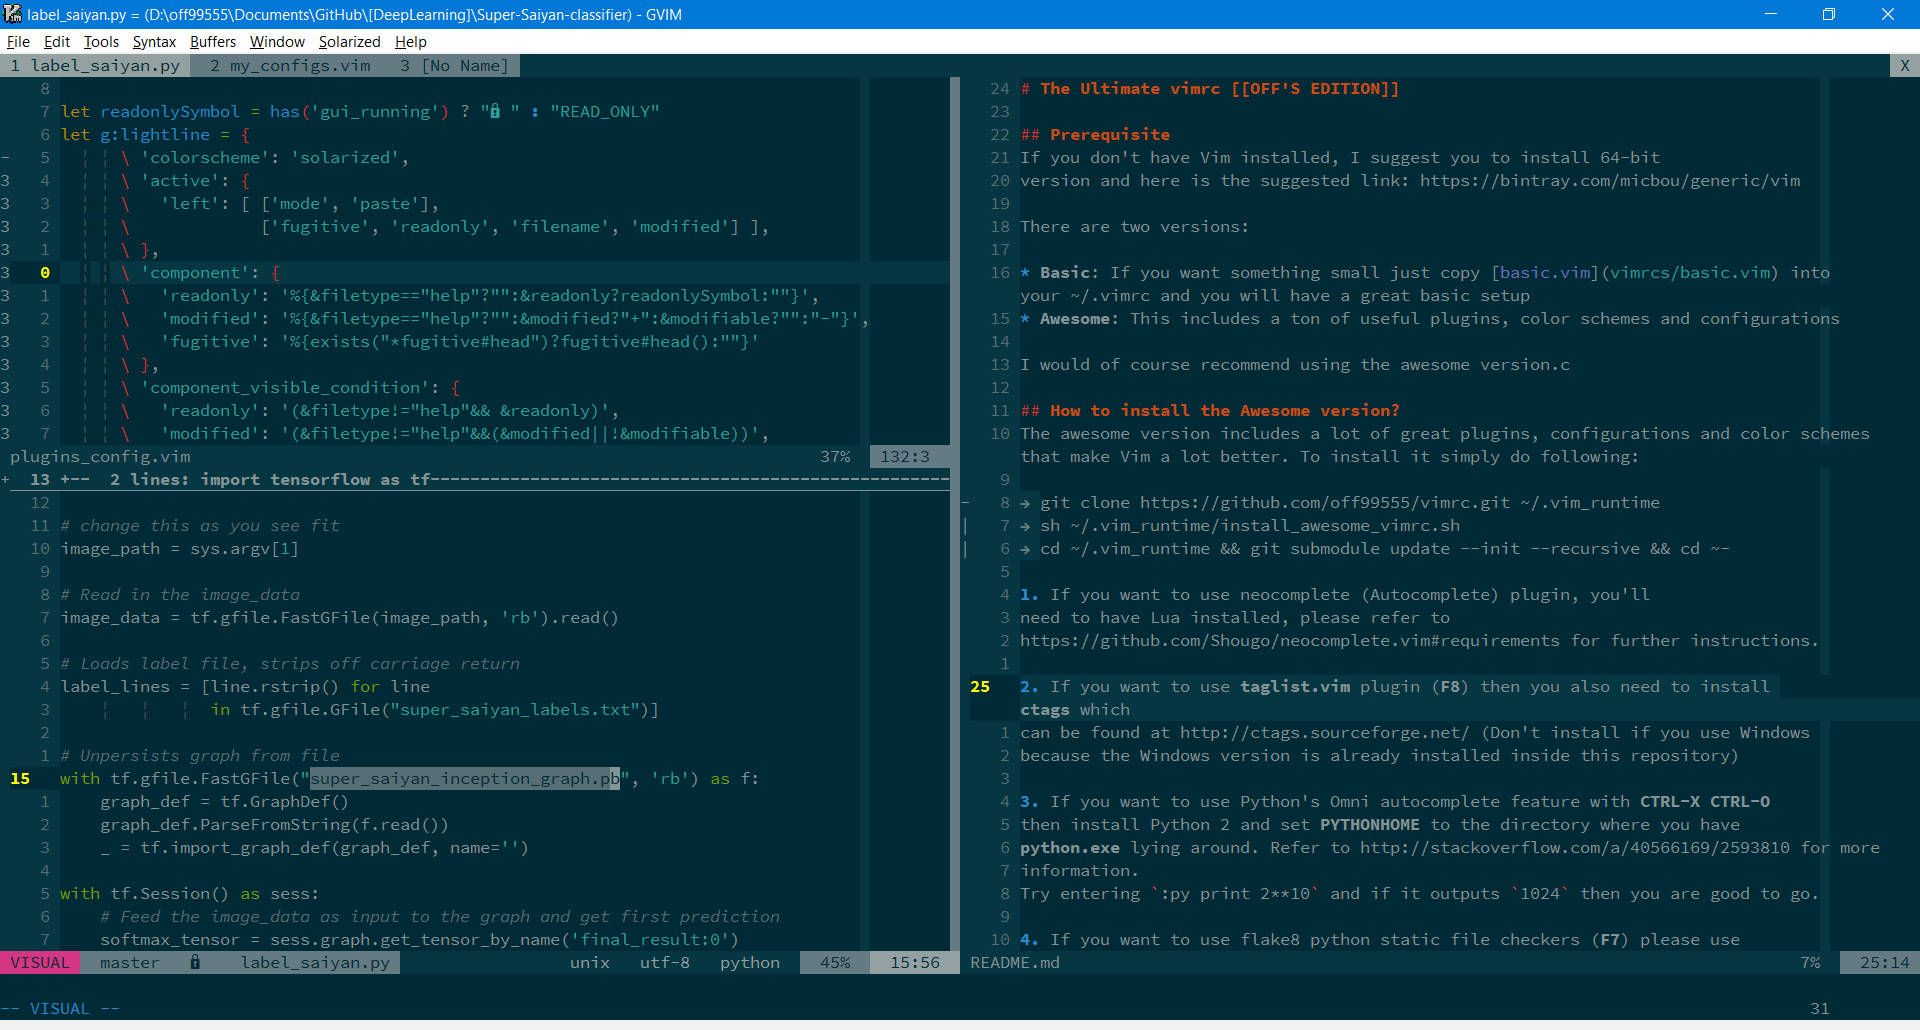 label_saiyan.py = (D:\off99555\Documents\GitHub\[DeepLearning]\Super-Saiyan-classifier) - GVIM
File Edit Tools Syntax Buffers Window Solarized Help
1 label_saiyan.py 2 my_configs.vim 3 [No Name] X
8
7 let readonlySymbol = has('gui_running') ? " " : "READ_ONLY"
6 let g:lightline = {
- 5 ¦ ¦ \ 'colorscheme': 'solarized',
3 4 ¦ ¦ \ 'active': {
3 3 ¦ ¦ \   'left': [ ['mode', 'paste'],
3 2 ¦ ¦ \             ['fugitive', 'readonly', 'filename', 'modified'] ],
3 1 ¦ ¦ \ },
3 0 ¦ ¦ \ 'component': {
3 1 ¦ ¦ \   'readonly': '%{&filetype=="help"?"":&readonly?readonlySymbol:""}',
3 2 ¦ ¦ \   'modified': '%{&filetype=="help"?"":&modified?"+":&modifiable?"":"-"}',
3 3 ¦ ¦ \   'fugitive': '%{exists("*fugitive#head")?fugitive#head():""}'
3 4 ¦ ¦ \ },
3 5 ¦ ¦ \ 'component_visible_condition': {
3 6 ¦ ¦ \   'readonly': '(&filetype!="help"&& &readonly)',
3 7 ¦ ¦ \   'modified': '(&filetype!="help"&&(&modified||!&modifiable))',
plugins_config.vim 37% 132:3
+ 13 +-- 2 lines: import tensorflow as tf----------------------------------------------------
12
11 # change this as you see fit
10 image_path = sys.argv[1]
9
8 # Read in the image_data
7 image_data = tf.gfile.FastGFile(image_path, 'rb').read()
6
5 # Loads label file, strips off carriage return
4 label_lines = [line.rstrip() for line
3 ¦ ¦ ¦ in tf.gfile.GFile("super_saiyan_labels.txt")]
2
1 # Unpersists graph from file
15 with tf.gfile.FastGFile("super_saiyan_inception_graph.pb", 'rb') as f:
1     graph_def = tf.GraphDef()
2     graph_def.ParseFromString(f.read())
3     _ = tf.import_graph_def(graph_def, name='')
4
5 with tf.Session() as sess:
6     # Feed the image_data as input to the graph and get first prediction
7     softmax_tensor = sess.graph.get_tensor_by_name('final_result:0')
VISUAL master label_saiyan.py unix utf-8 python 45% 15:56
24 # The Ultimate vimrc [[OFF'S EDITION]]
23
22 ## Prerequisite
21 If you don't have Vim installed, I suggest you to install 64-bit
20 version and here is the suggested link: https://bintray.com/micbou/generic/vim
19
18 There are two versions:
17
16 * Basic: If you want something small just copy [basic.vim](vimrcs/basic.vim) into
your ~/.vimrc and you will have a great basic setup
15 * Awesome: This includes a ton of useful plugins, color schemes and configurations
14
13 I would of course recommend using the awesome version.c
12
11 ## How to install the Awesome version?
10 The awesome version includes a lot of great plugins, configurations and color schemes
that make Vim a lot better. To install it simply do following:
9
- 8 → git clone https://github.com/off99555/vimrc.git ~/.vim_runtime
| 7 → sh ~/.vim_runtime/install_awesome_vimrc.sh
| 6 → cd ~/.vim_runtime && git submodule update --init --recursive && cd ~-
5
4 1. If you want to use neocomplete (Autocomplete) plugin, you'll
3 need to have Lua installed, please refer to
2 https://github.com/Shougo/neocomplete.vim#requirements for further instructions.
1
25 2. If you want to use taglist.vim plugin (F8) then you also need to install
ctags which
1 can be found at http://ctags.sourceforge.net/ (Don't install if you use Windows
2 because the Windows version is already installed inside this repository)
3
4 3. If you want to use Python's Omni autocomplete feature with CTRL-X CTRL-O
5 then install Python 2 and set PYTHONHOME to the directory where you have
6 python.exe lying around. Refer to http://stackoverflow.com/a/40566169/2593810 for more
7 information.
8 Try entering `:py print 2**10` and if it outputs `1024` then you are good to go.
9
10 4. If you want to use flake8 python static file checkers (F7) please use
README.md 7% 25:14
-- VISUAL -- 31